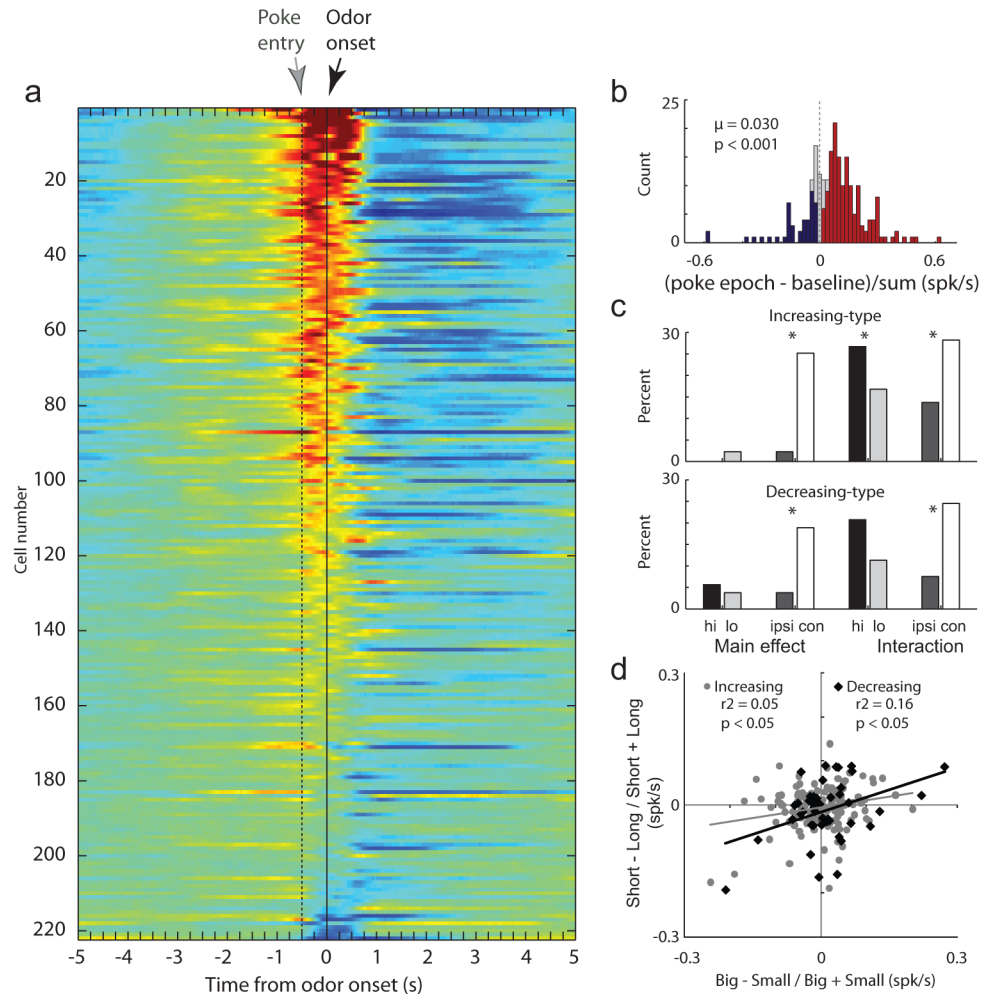 Poke
entry
Odor
onset
a
20
40
60
80
100
120
140
160
180
200
220
Cell number
-5 -4 -3 -2 -1 0 1 2 3 4 5
Time from odor onset (s)
b
25
0
Count
μ = 0.030
p < 0.001
-0.6 0 0.6
(poke epoch - baseline)/sum (spk/s)
c
Increasing-type
30
0
Percent
* * *
Decreasing-type
30
0
Percent
* *
hi lo ipsi con hi lo ipsi con
Main effect Interaction
d
0.3
0
-0.3
Increasing
r2 = 0.05
p < 0.05
Decreasing
r2 = 0.16
p < 0.05
Short - Long / Short + Long
(spk/s)
-0.3 0 0.3
Big - Small / Big + Small (spk/s)